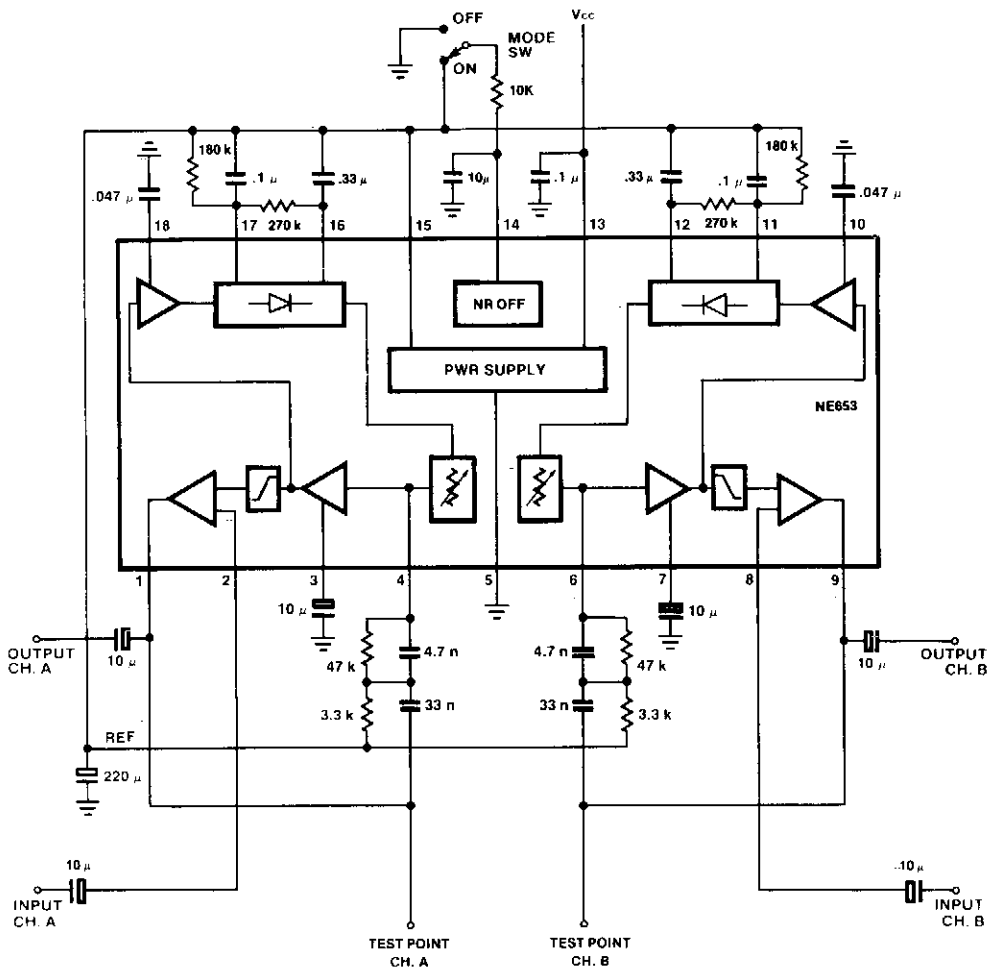 OFF
VCC
MODE
SW
ON
10K
180 k
.1 μ
.33 μ
10μ
.1 μ
.33 μ
.1 μ
180 k
.047 μ
270 k
270 k
.047 μ
18
17
16
15
14
13
12
11
10
NR OFF
PWR SUPPLY
NE653
1
2
3
4
5
6
7
8
9
10 μ
10 μ
OUTPUT
CH. A
10 μ
47 k
4.7 n
4.7 n
47 k
10 μ
OUTPUT
CH. B
3.3 k
33 n
33 n
3.3 k
REF
220 μ
10 μ
..10 μ
INPUT
CH. A
INPUT
CH. B
TEST POINT
CH. A
TEST POINT
CH. B